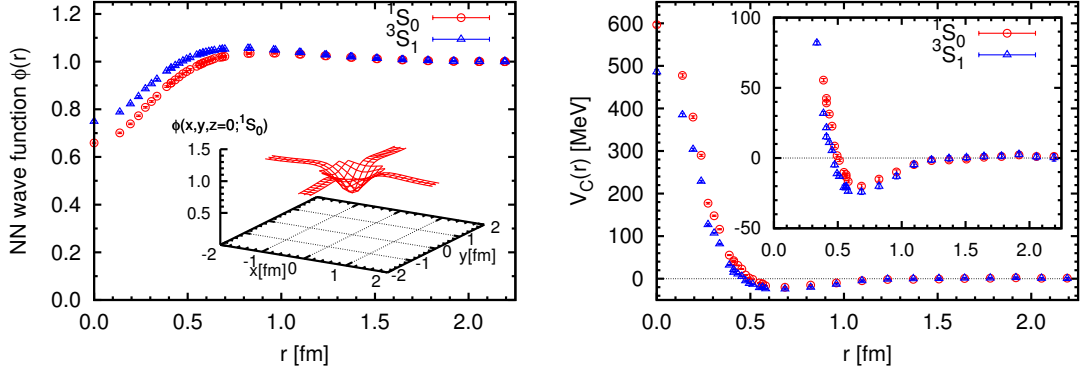 NN wave function ϕ(r)
1.2
1.0
0.8
0.6
0.4
0.2
0.0
0.0 0.5 1.0 1.5 2.0
r [fm]
¹S₀
³S₁
ϕ(x,y,z=0;¹S₀)
1.5
1.0
0.5
-2 -1 0 1 2
x[fm]
-2 -1 0 1 2
y[fm]
V_C(r) [MeV]
600
500
400
300
200
100
0
0.0 0.5 1.0 1.5 2.0
r [fm]
¹S₀
³S₁
100
50
0
-50
0.0 0.5 1.0 1.5 2.0